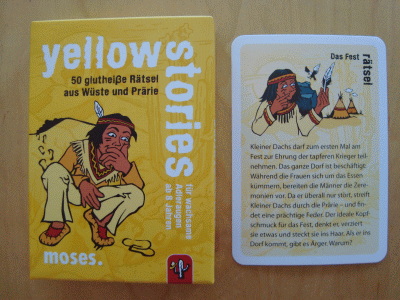 yellow stories
50 glutheiße Rätsel
aus Wüste und Prärie
für wachsame
Adleraugen
ab 8 Jahren
moses.
Das Fest
rätsel
Kleiner Dachs darf zum ersten Mal am
Fest zur Ehrung der tapferen Krieger teil-
nehmen. Das ganze Dorf ist beschäftigt:
Während die Frauen sich um das Essen
kümmern, bereiten die Männer die Zere-
monien vor. Da er überall nur stört, streift
Kleiner Dachs durch die Prärie – und fin-
det eine prächtige Feder. Der ideale Kopf-
schmuck für das Fest, denkt er, verziert
sie etwas und steckt sie ins Haar. Als er ins
Dorf kommt, gibt es Ärger. Warum?